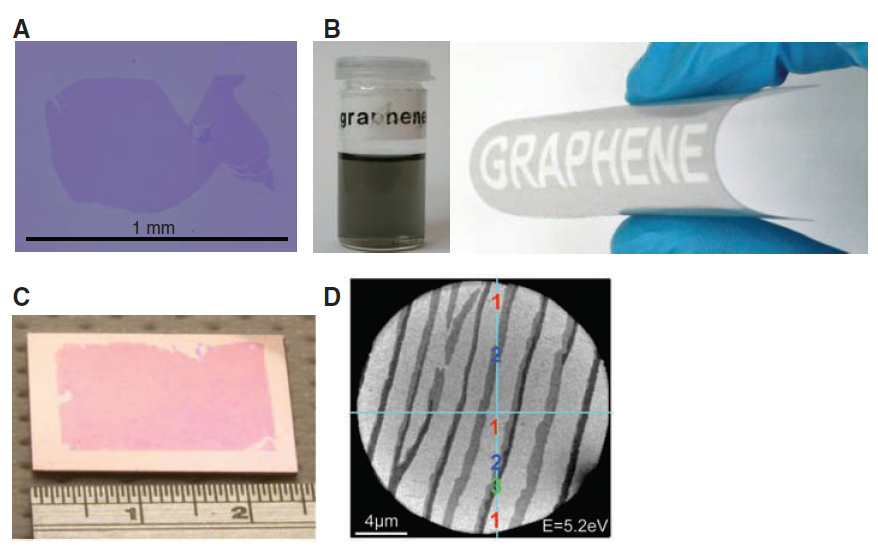 A
B
1 mm
graphene
GRAPHENE
C
D
1 2
1
2
1
2
3
1
4µm
E=5.2eV